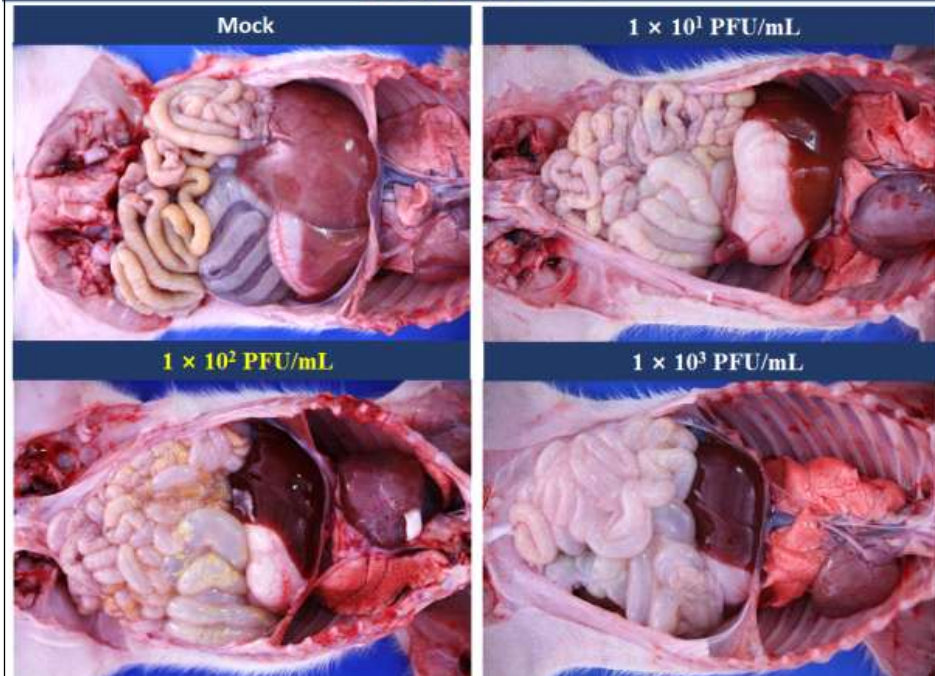 Mock
1 × 10¹ PFU/mL
1 × 10² PFU/mL
1 × 10³ PFU/mL